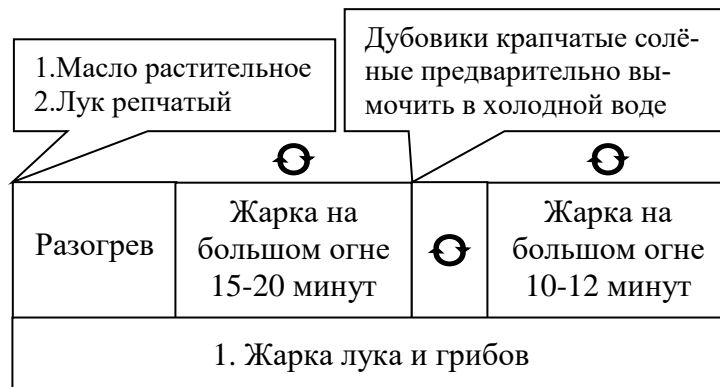 1.Масло растительное
2.Лук репчатый
Дубовики крапчатые солё-
ные предварительно вы-
мочить в холодной воде
Разогрев
Жарка на
большом огне
15-20 минут
Жарка на
большом огне
10-12 минут
1. Жарка лука и грибов